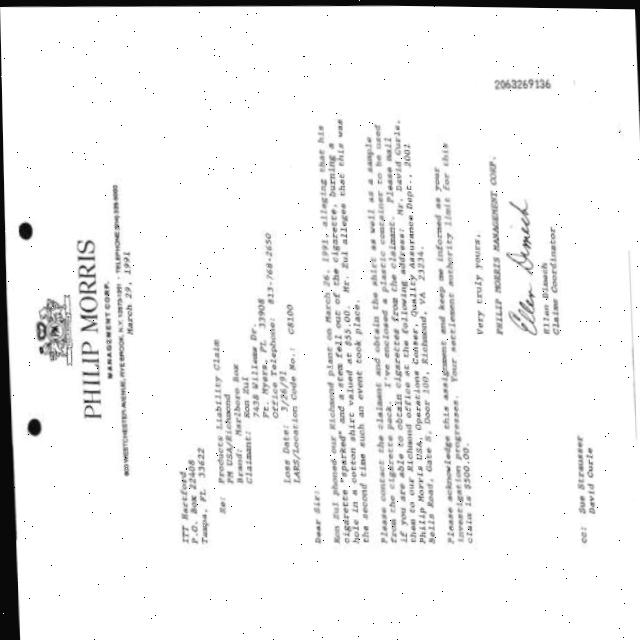 PHILIP MORRIS
MANAGEMENT CORP.
800 WESTCHESTER AVENUE, RYE BROOK, N.Y. 10573-1301 · TELEPHONE
March 29, 1991
ITT Hartford
P.O. Box 22408
Tampa, FL 33622
Re: Products Liability Claim
PM USA/Richmond
Brand: Marlboro Box
Claimant: Ron Zul
7438 Williams Dr.
Ft. Myers, FL 33908
Office Telephone: 813-768-2650
Loss Date: 3/26/91
LARS/Location Code No.: C8100
Dear Sir:
Ron Zul phoned our Richmond plant on March 26, 1991, alleging that his
cigarette "sparked" and a stem fell out of the cigarette, burning a
hole in a cotton shirt valued at $55.00. Mr. Zul alleges that this was
the second time such an event took place.
Please contact the claimant and obtain the shirt as well as a sample
from the cigarette pack. I've enclosed a plastic container to be used
if you are able to obtain cigarettes from the claimant. Please mail
them to our Richmond office at the following address: Mr. David Curle,
Philip Morris USA, Operations Center, Quality Assurance Dept., 2001
Bells Road, Gate S, Door 100, Richmond, VA 23234.
Please acknowledge this assignment and keep me informed as your
investigation progresses. Your settlement authority limit for this
claim is $500.00.
Very truly yours,
PHILIP MORRIS MANAGEMENT CORP.
Ellen Dimech
Ellen Dimech
Claims Coordinator
cc: Sue Strausser
David Curle
2063269136